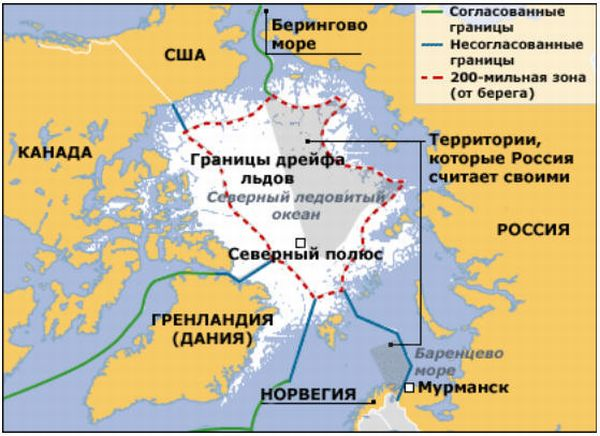 Берингово
море
США
Согласованные
границы
Несогласованные
границы
200-мильная зона
(от берега)
КАНАДА
Границы дрейфа
льдов
Территории,
которые Россия
считает своими
Северный ледовитый
океан
Северный полюс
РОССИЯ
ГРЕНЛАНДИЯ
(ДАНИЯ)
Баренцево
море
НОРВЕГИЯ
Мурманск